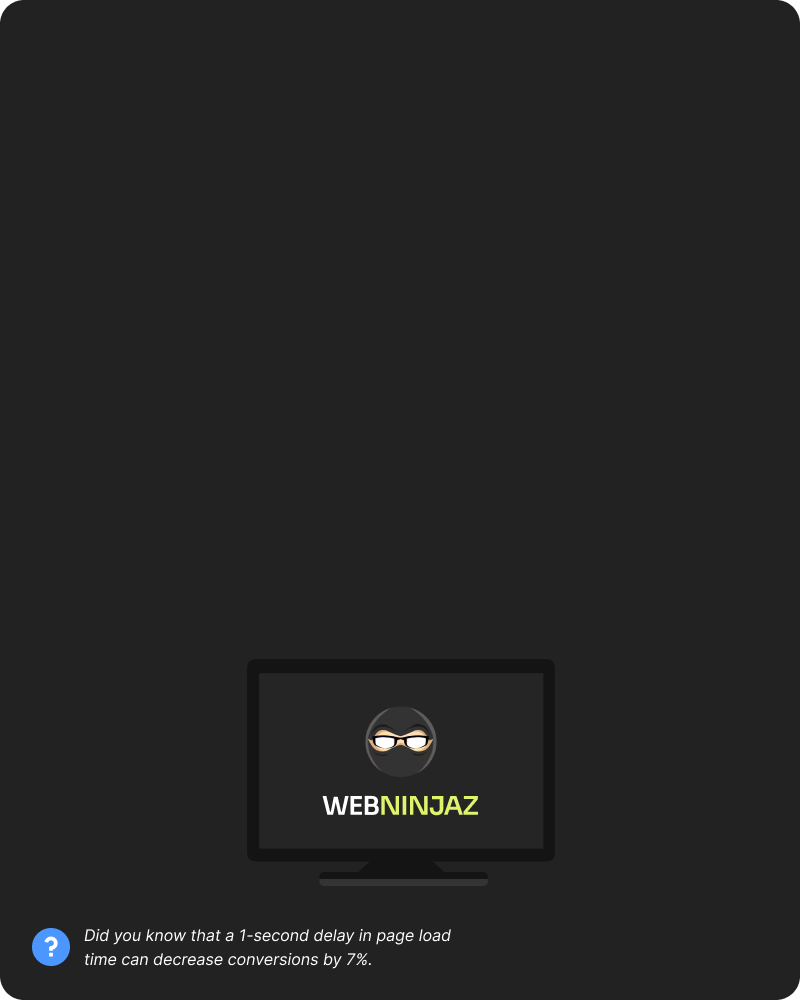 WEBNINJAZ
?
Did you know that a 1-second delay in page load
time can decrease conversions by 7%.